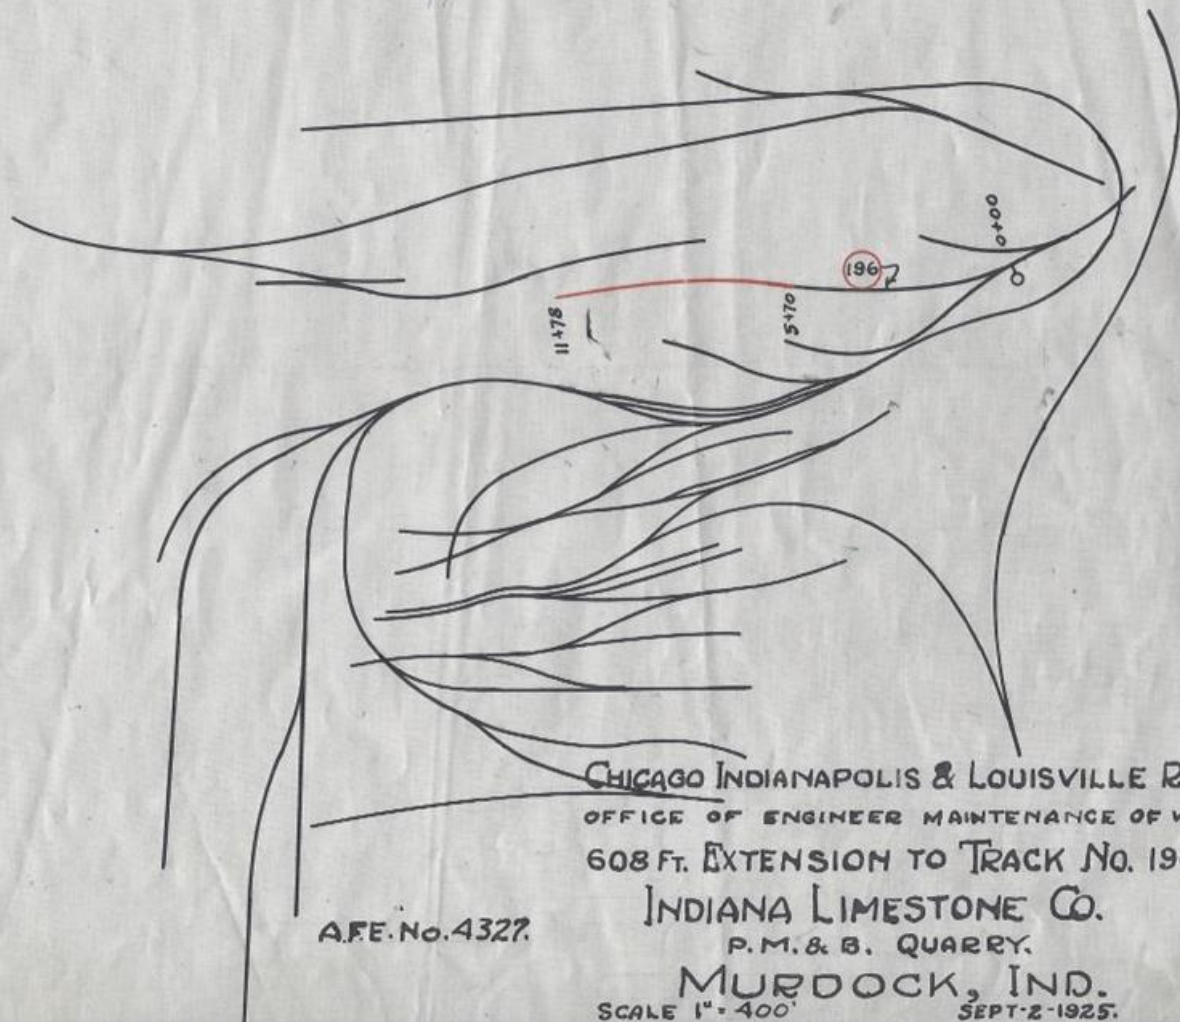 0+00
196
5+70
11+78
CHICAGO INDIANAPOLIS & LOUISVILLE R
OFFICE OF ENGINEER MAINTENANCE OF
608 FT. EXTENSION TO TRACK NO. 19
INDIANA LIMESTONE CO.
A.F.E. NO. 4327.
P.M. & B. QUARRY.
MURDOCK, IND.
SCALE 1" = 400' SEPT-2-1925.